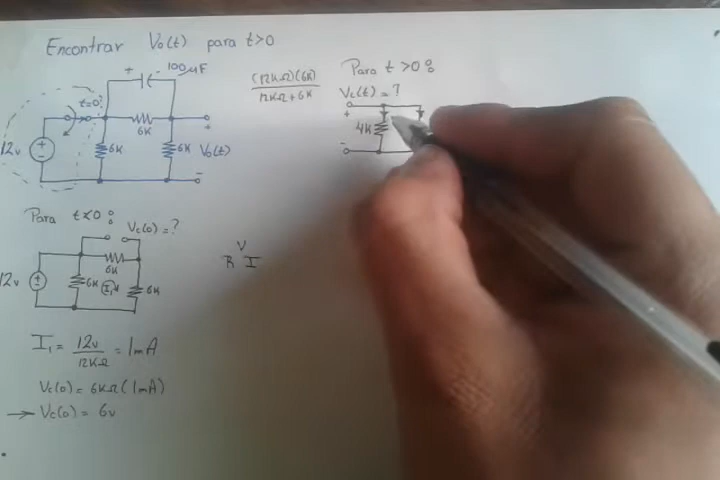 Encontrar Vo(t) para t>0
+ - 100μF
t=0
6K
12v
+
-
6K
6K
Vo(t)
+
-
(12KΩ)(6K)
12KΩ+6K
Para t>0:
Vc(t)=?
+
4K
-
Para t<0:
Vc(0)=?
6K
12v
+
-
6K
I₁
6K
V
R I
I₁ = 12v = 1mA
12KΩ
Vc(0) = 6KΩ(1mA)
→ Vc(0) = 6v